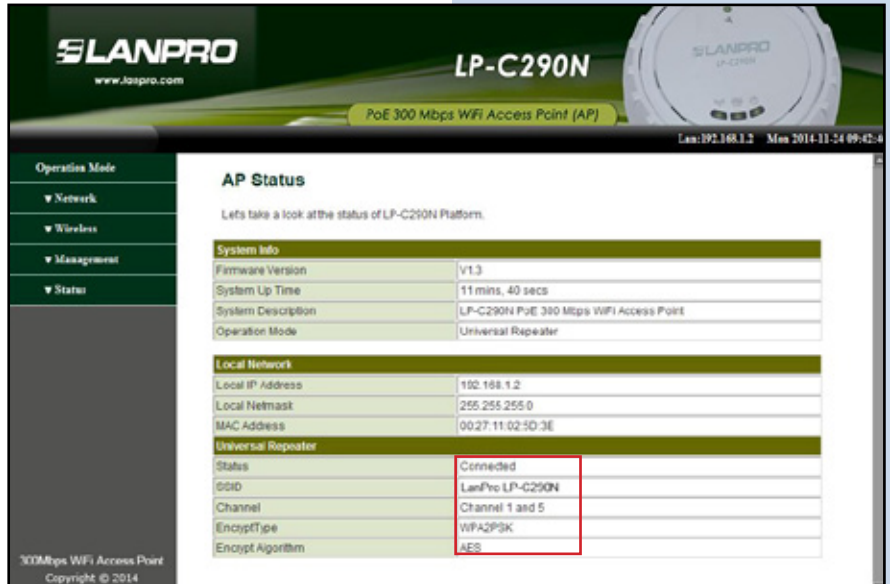 LANPRO
www.lanpro.com
LP-C290N
PoE 300 Mbps WiFi Access Point (AP)
LANPRO
LP-C290N
Lan:192.168.1.2 Mon 2014-11-24 09:42:4
Operation Mode
▼ Network
▼ Wireless
▼ Management
▼ Status
300Mbps WiFi Access Point
Copyright © 2014
AP Status
Lets take a look at the status of LP-C290N Platform.
System Info
Firmware Version V1.3
System Up Time 11 mins, 40 secs
System Description LP-C290N PoE 300 Mbps WiFi Access Point
Operation Mode Universal Repeater
Local Network
Local IP Address 192.168.1.2
Local Netmask 255.255.255.0
MAC Address 00:27:11:02:5D:3E
Universal Repeater
Status Connected
SSID LanPro LP-C290N
Channel Channel 1 and 5
EncryptType WPA2PSK
Encrypt Algorithm AES